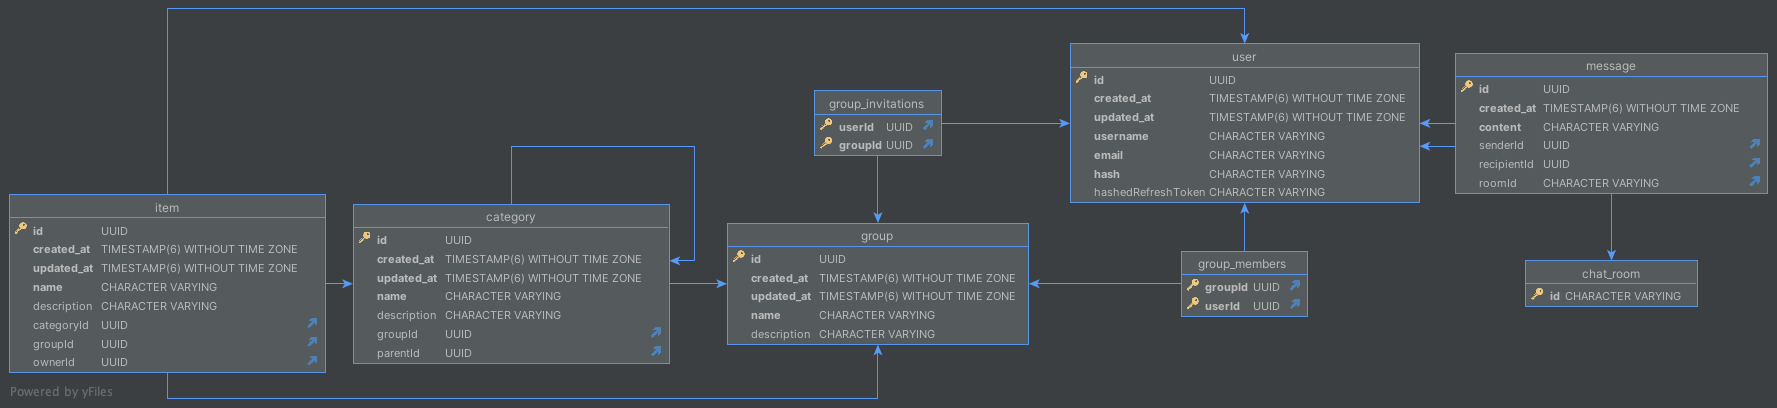 user
id UUID
created_at TIMESTAMP(6) WITHOUT TIME ZONE
updated_at TIMESTAMP(6) WITHOUT TIME ZONE
username CHARACTER VARYING
email CHARACTER VARYING
hash CHARACTER VARYING
hashedRefreshToken CHARACTER VARYING
message
id UUID
created_at TIMESTAMP(6) WITHOUT TIME ZONE
content CHARACTER VARYING
senderId UUID
recipientId UUID
roomId CHARACTER VARYING
group_invitations
userId UUID
groupId UUID
item
id UUID
created_at TIMESTAMP(6) WITHOUT TIME ZONE
updated_at TIMESTAMP(6) WITHOUT TIME ZONE
name CHARACTER VARYING
description CHARACTER VARYING
categoryId UUID
groupId UUID
ownerId UUID
category
id UUID
created_at TIMESTAMP(6) WITHOUT TIME ZONE
updated_at TIMESTAMP(6) WITHOUT TIME ZONE
name CHARACTER VARYING
description CHARACTER VARYING
groupId UUID
parentId UUID
group
id UUID
created_at TIMESTAMP(6) WITHOUT TIME ZONE
updated_at TIMESTAMP(6) WITHOUT TIME ZONE
name CHARACTER VARYING
description CHARACTER VARYING
group_members
groupId UUID
userId UUID
chat_room
id CHARACTER VARYING
Powered by yFiles